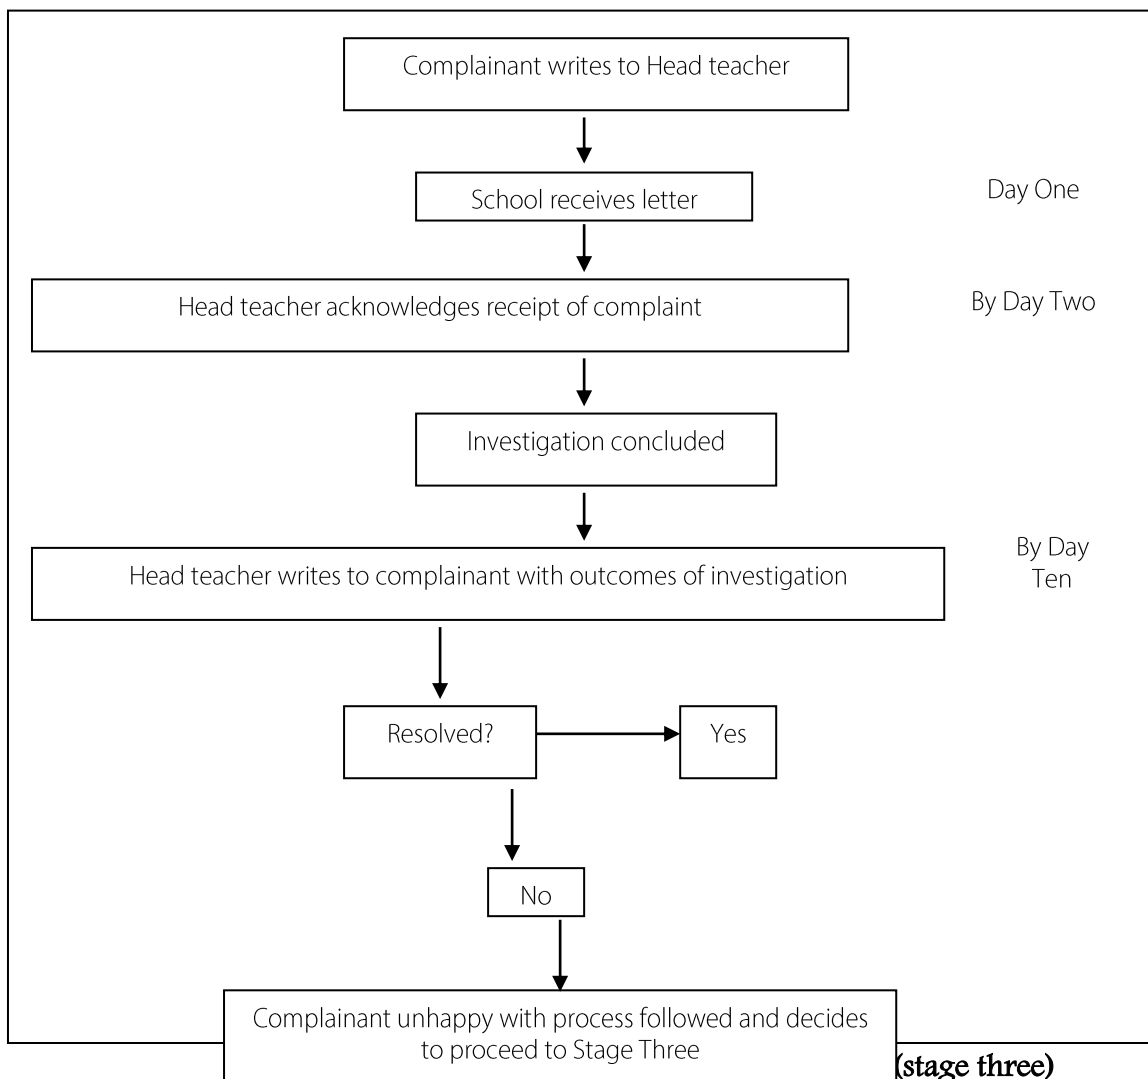 Complainant writes to Head teacher
School receives letter
Day One
Head teacher acknowledges receipt of complaint
By Day Two
Investigation concluded
Head teacher writes to complainant with outcomes of investigation
By Day
Ten
Resolved?
Yes
No
Complainant unhappy with process followed and decides
to proceed to Stage Three
(stage three)